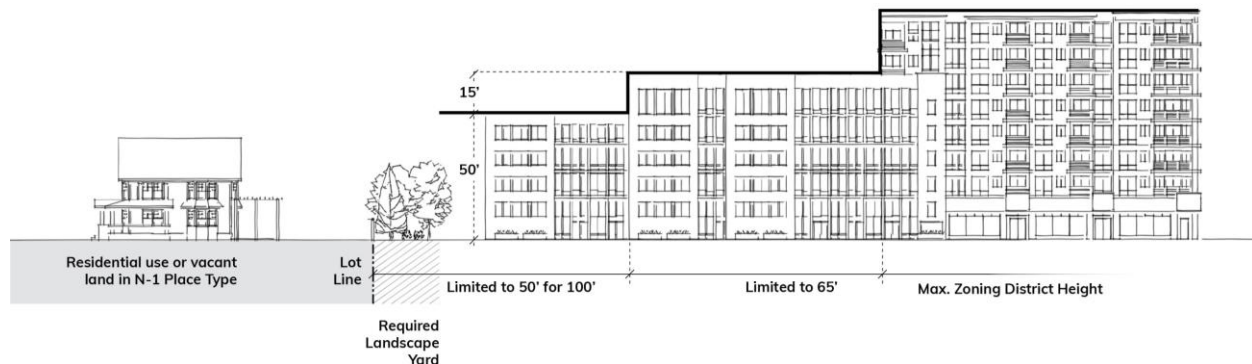 15'
50'
Residential use or vacant
land in N-1 Place Type
Lot
Line
Limited to 50' for 100'
Limited to 65'
Max. Zoning District Height
Required
Landscape
Yard